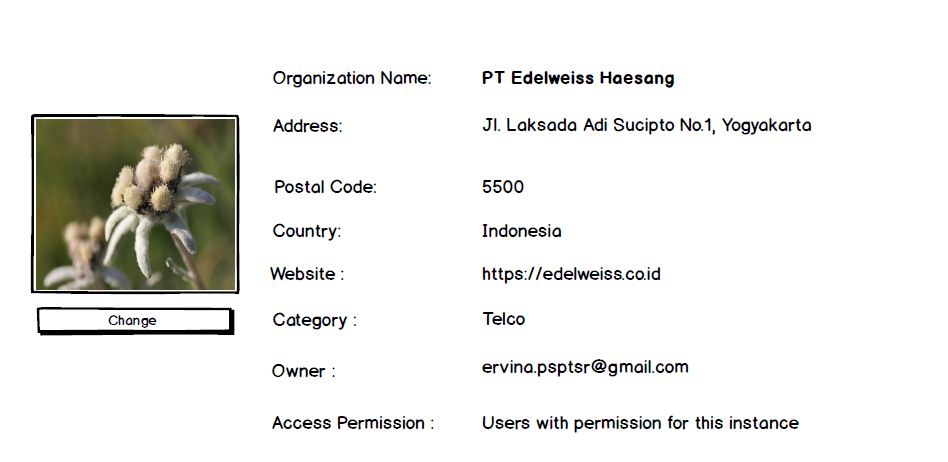 Organization Name: PT Edelweiss Haesang
Address: Jl. Laksada Adi Sucipto No.1, Yogyakarta
Postal Code: 5500
Country: Indonesia
Website : https://edelweiss.co.id
Change
Category : Telco
Owner : ervina.psptsr@gmail.com
Access Permission : Users with permission for this instance